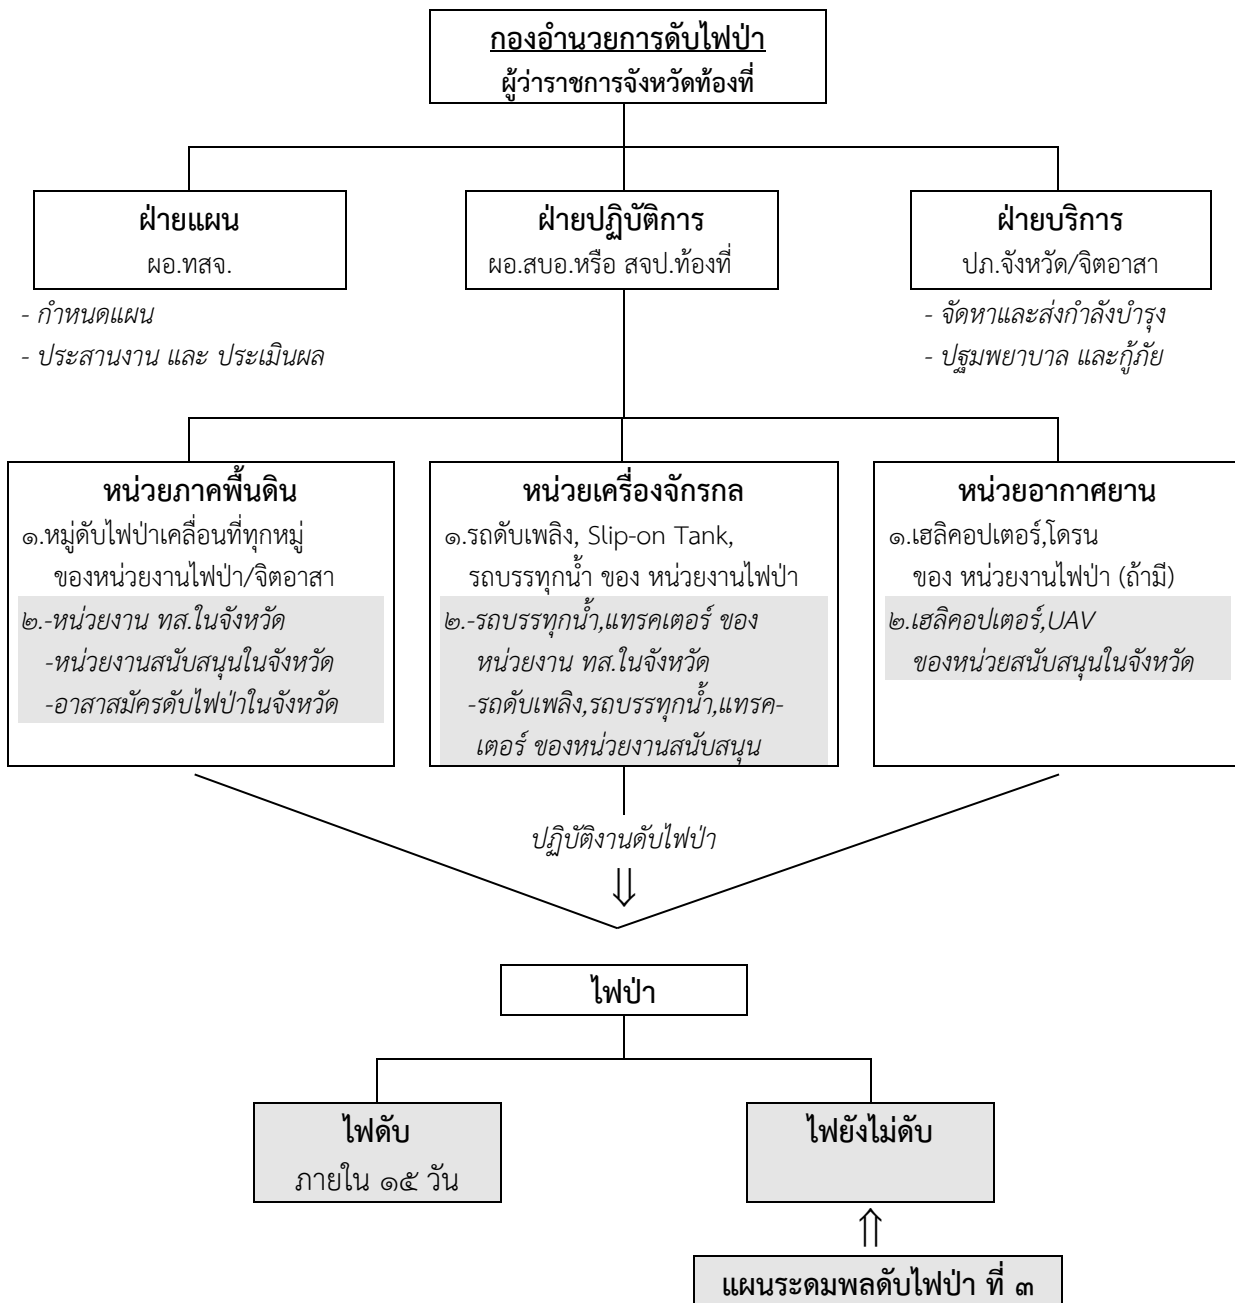 กองอำนวยการดับไฟป่า
ผู้ว่าราชการจังหวัดท้องที่
ฝ่ายแผน
ผอ.ทสจ.
- กำหนดแผน
- ประสานงาน และ ประเมินผล
ฝ่ายปฏิบัติการ
ผอ.สบอ.หรือ สจป.ท้องที่
ฝ่ายบริการ
ปภ.จังหวัด/จิตอาสา
- จัดหาและส่งกำลังบำรุง
- ปฐมพยาบาล และกู้ภัย
หน่วยภาคพื้นดิน
๑.หมู่ดับไฟป่าเคลื่อนที่ทุกหมู่
ของหน่วยงานไฟป่า/จิตอาสา
๒.-หน่วยงาน ทส.ในจังหวัด
-หน่วยงานสนับสนุนในจังหวัด
-อาสาสมัครดับไฟป่าในจังหวัด
หน่วยเครื่องจักรกล
๑.รถดับเพลิง, Slip-on Tank,
รถบรรทุกน้ำ ของ หน่วยงานไฟป่า
๒.-รถบรรทุกน้ำ,แทรคเตอร์ ของ
หน่วยงาน ทส.ในจังหวัด
-รถดับเพลิง,รถบรรทุกน้ำ,แทรค-
เตอร์ ของหน่วยงานสนับสนุน
หน่วยอากาศยาน
๑.เฮลิคอปเตอร์,โดรน
ของ หน่วยงานไฟป่า (ถ้ามี)
๒.เฮลิคอปเตอร์,UAV
ของหน่วยสนับสนุนในจังหวัด
ปฏิบัติงานดับไฟป่า
ไฟป่า
ไฟดับ
ภายใน ๑๕ วัน
ไฟยังไม่ดับ
แผนระดมพลดับไฟป่า ที่ ๓